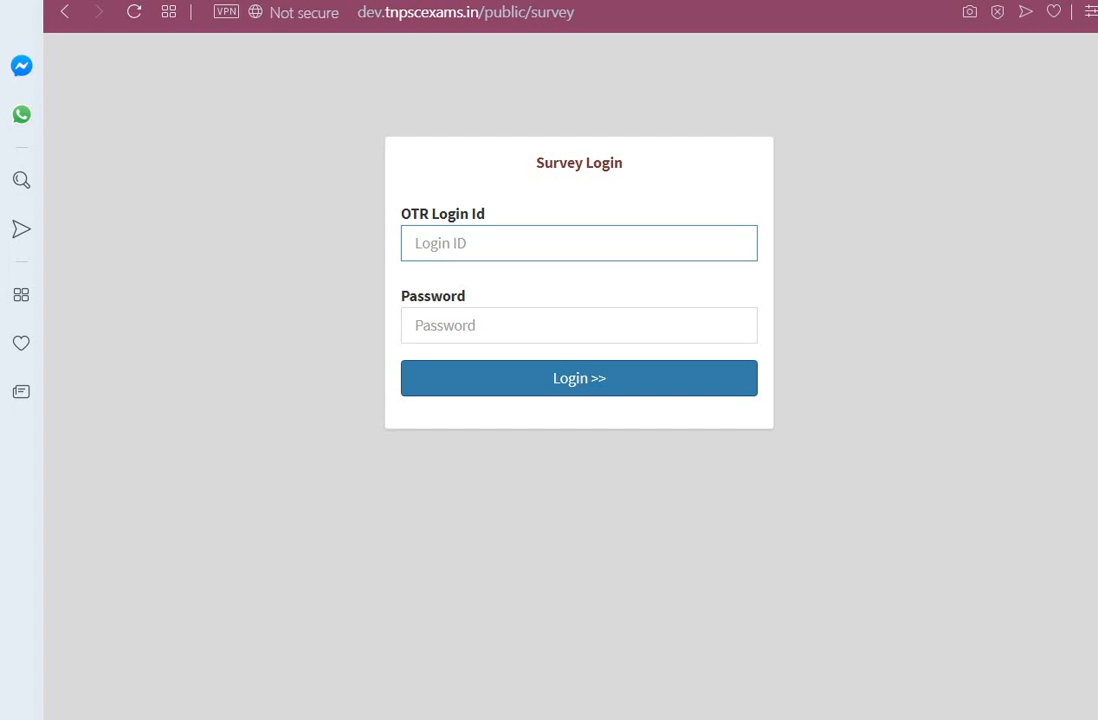 VPN Not secure dev.tnpscexams.in/public/survey
Survey Login
OTR Login Id
Login ID
Password
Password
Login >>